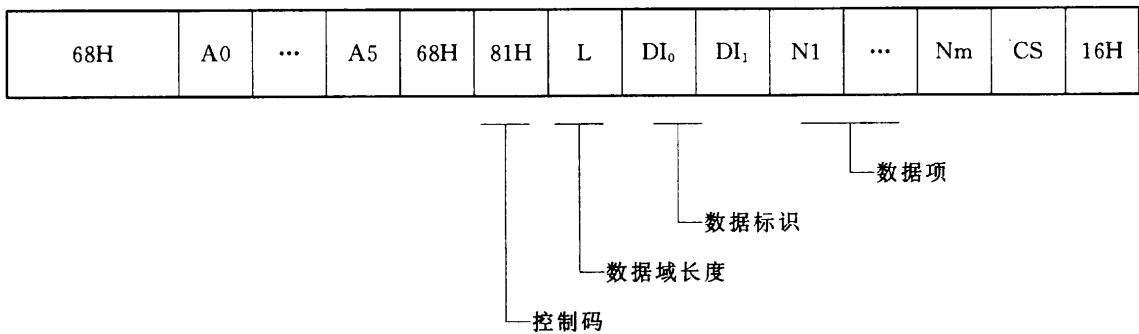 68H A0 ··· A5 68H 81H L DI₀ DI₁ N1 ··· Nm CS 16H
数据项
数据标识
数据域长度
控制码